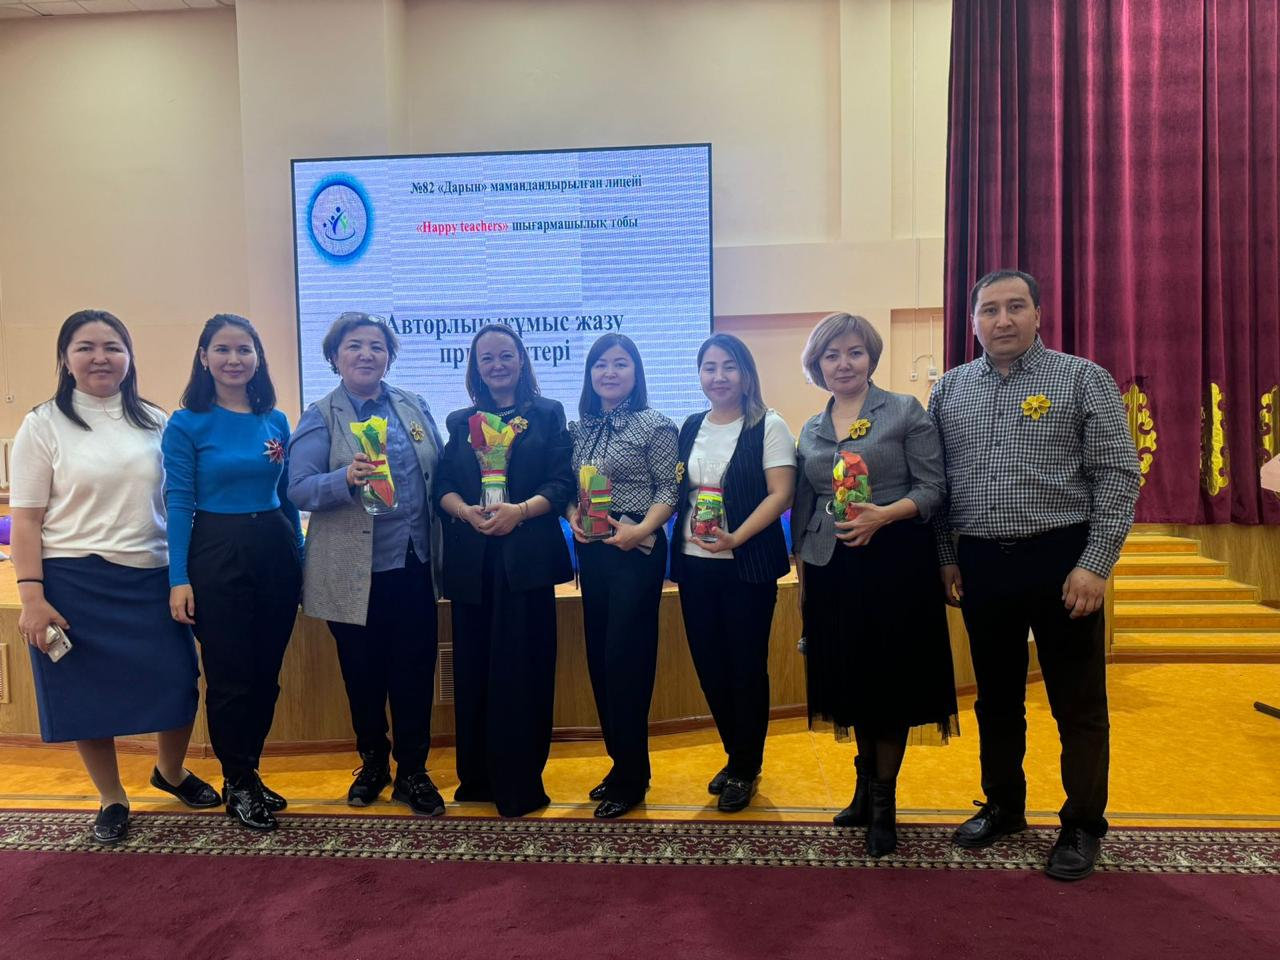 №82 «Дарын» мамандандырылған лицейі
«Happy teachers» шығармашылық тобы
Авторлық жұмыс жазу